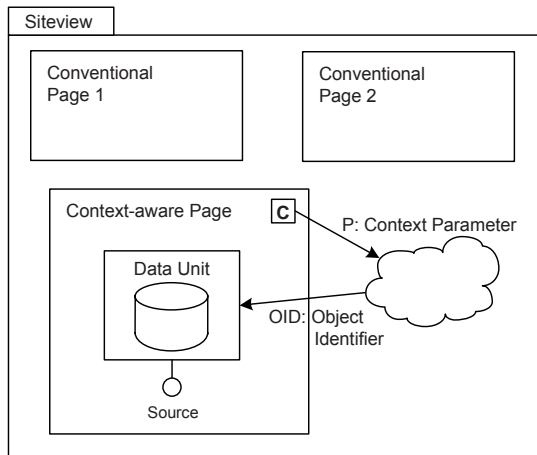 Siteview
Conventional
Page 1
Conventional
Page 2
Context-aware Page
C
P: Context Parameter
Data Unit
OID: Object
Identifier
Source